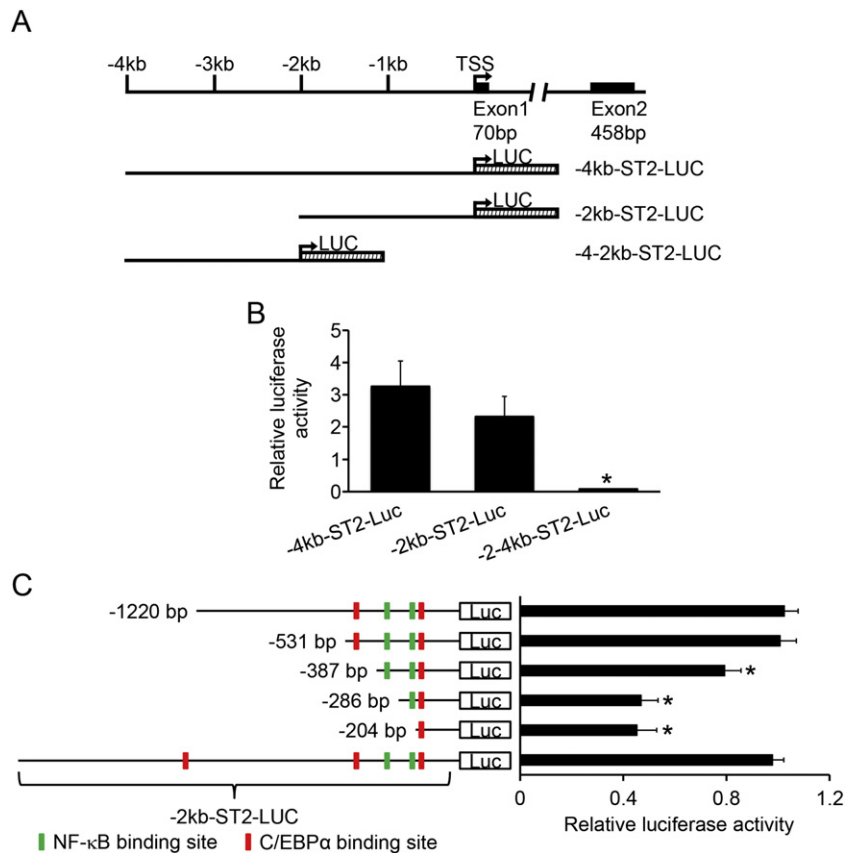 A
-4kb -3kb -2kb -1kb TSS
Exon1 Exon2
70bp 458bp
LUC -4kb-ST2-LUC
LUC -2kb-ST2-LUC
LUC -4-2kb-ST2-LUC
B
Relative luciferase
activity
5
4
3
2
1
0
*
-4kb-ST2-Luc
-2kb-ST2-Luc
-2-4kb-ST2-Luc
C
-1220 bp Luc
-531 bp Luc
-387 bp Luc *
-286 bp Luc *
-204 bp Luc *
Luc
-2kb-ST2-LUC
0 0.4 0.8 1.2
Relative luciferase activity
NF-κB binding site C/EBPα binding site